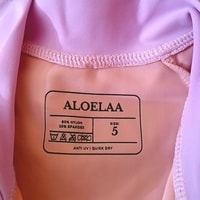 ALOELAA
80% NYLON
20% SPANDEX
SIZE:
5
ANTI UV | QUICK DRY